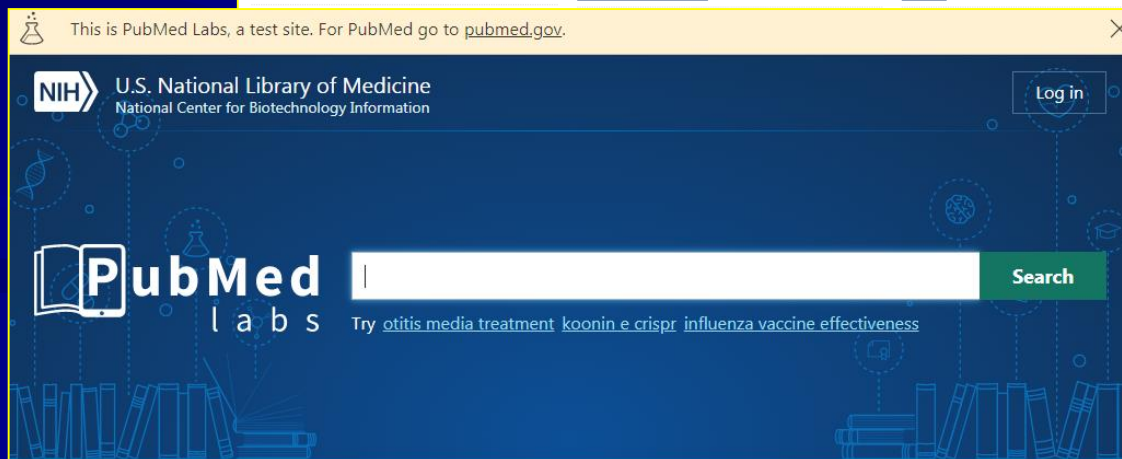 This is PubMed Labs, a test site. For PubMed go to pubmed.gov.
NIH
U.S. National Library of Medicine
National Center for Biotechnology Information
Log in
PubMed
labs
Search
Try otitis media treatment koonin e crispr influenza vaccine effectiveness